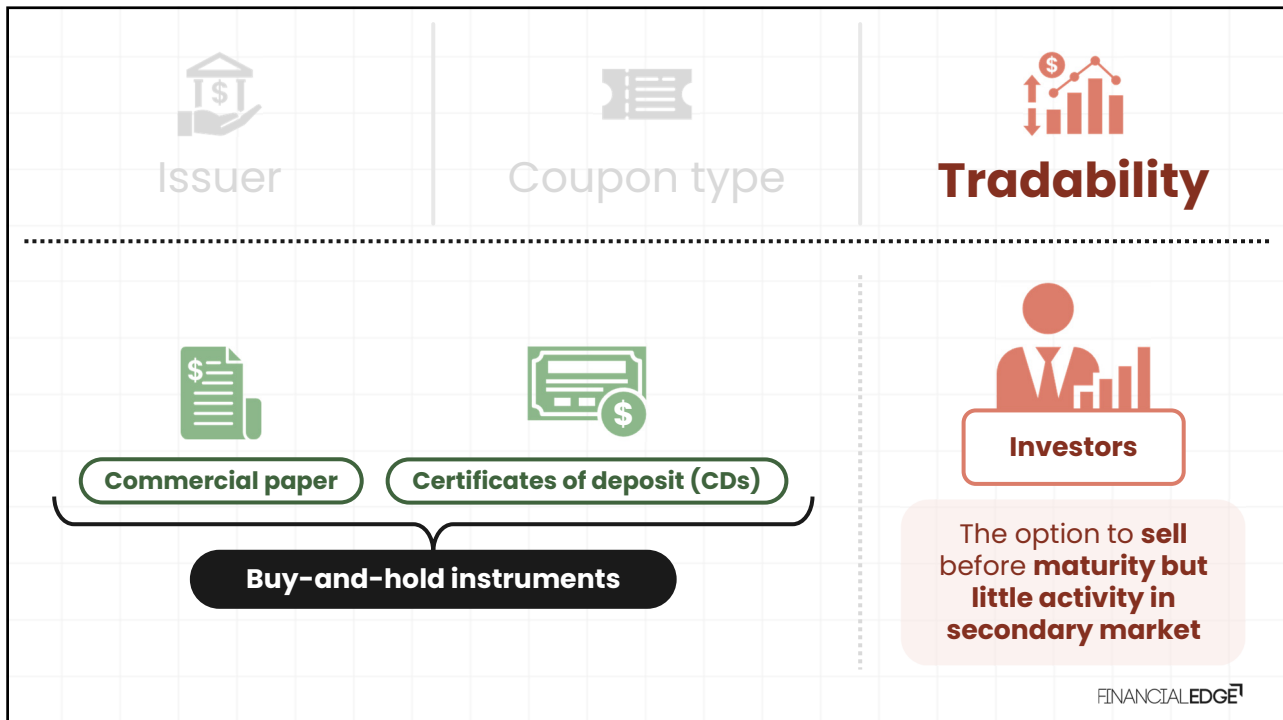 Issuer
Coupon type
Tradability
$
$
$
$
Commercial paper
Certificates of deposit (CDs)
Buy-and-hold instruments
Investors
The option to sell
before maturity but
little activity in
secondary market
FINANCIALEDGE